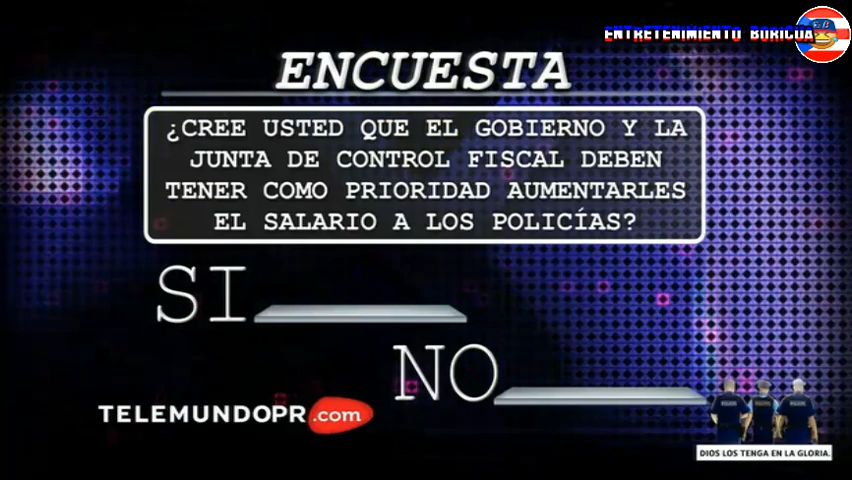 ENTRETENIMIENTO BORICUA
ENCUESTA
¿CREE USTED QUE EL GOBIERNO Y LA
JUNTA DE CONTROL FISCAL DEBEN
TENER COMO PRIORIDAD AUMENTARLES
EL SALARIO A LOS POLICÍAS?
SI
NO
TELEMUNDOPR.com
DIOS LOS TENGA EN LA GLORIA.